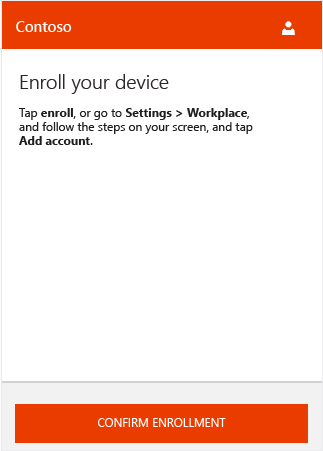 Contoso
Enroll your device
Tap enroll, or go to Settings > Workplace,
and follow the steps on your screen, and tap
Add account.
CONFIRM ENROLLMENT